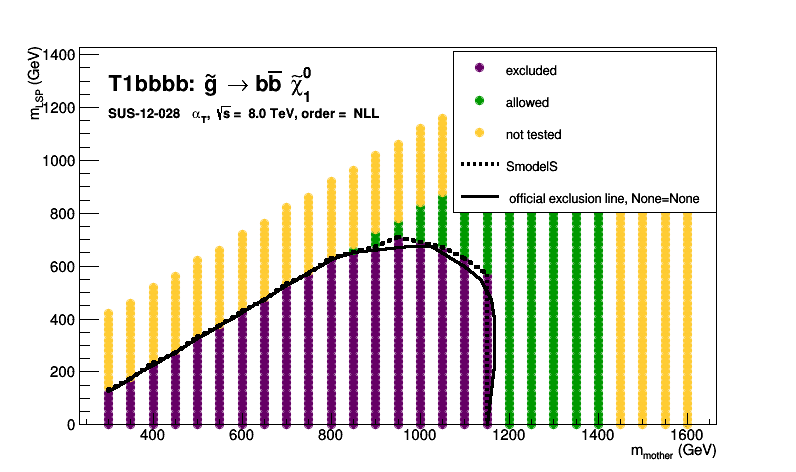 1400
1200
1000
800
600
400
200
0
m_LSP (GeV)
T1bbbb: g̃ → bb̅ χ̃⁰₁
SUS-12-028 α_T, √s = 8.0 TeV, order = NLL
excluded
allowed
not tested
SmodelS
official exclusion line, None=None
400 600 800 1000 1200 1400 1600
m_mother (GeV)